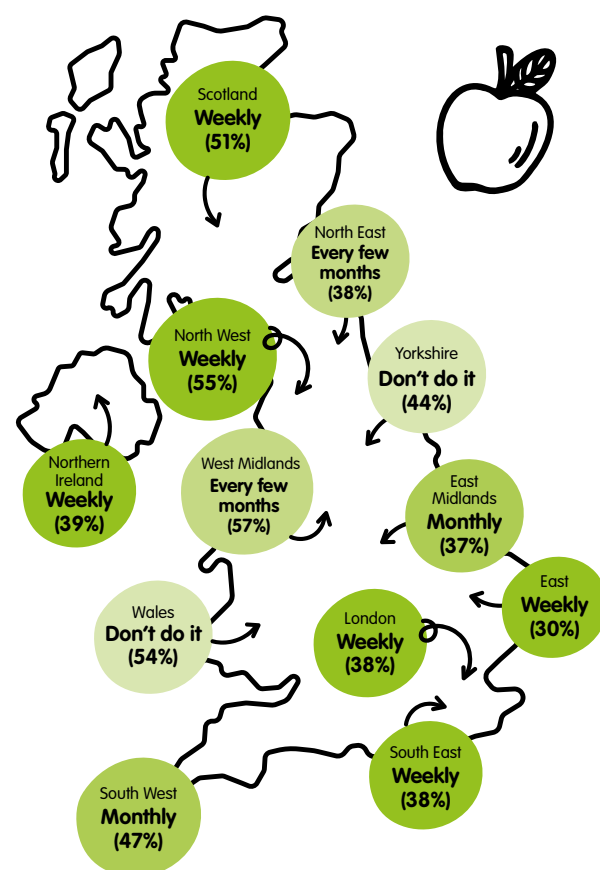 Scotland
Weekly
(51%)
North East
Every few
months
(38%)
North West
Weekly
(55%)
Yorkshire
Don't do it
(44%)
Northern
Ireland
Weekly
(39%)
West Midlands
Every few
months
(57%)
East
Midlands
Monthly
(37%)
East
Weekly
(30%)
Wales
Don't do it
(54%)
London
Weekly
(38%)
South East
Weekly
(38%)
South West
Monthly
(47%)